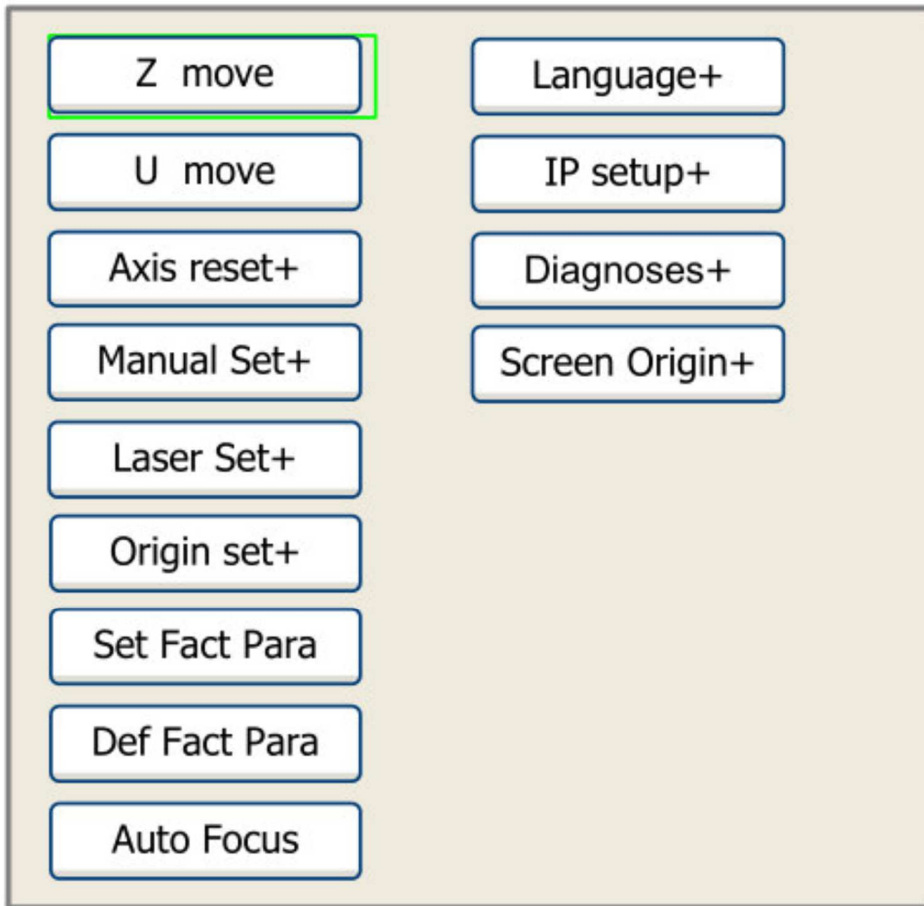 Z move
U move
Axis reset+
Manual Set+
Laser Set+
Origin set+
Set Fact Para
Def Fact Para
Auto Focus
Language+
IP setup+
Diagnoses+
Screen Origin+